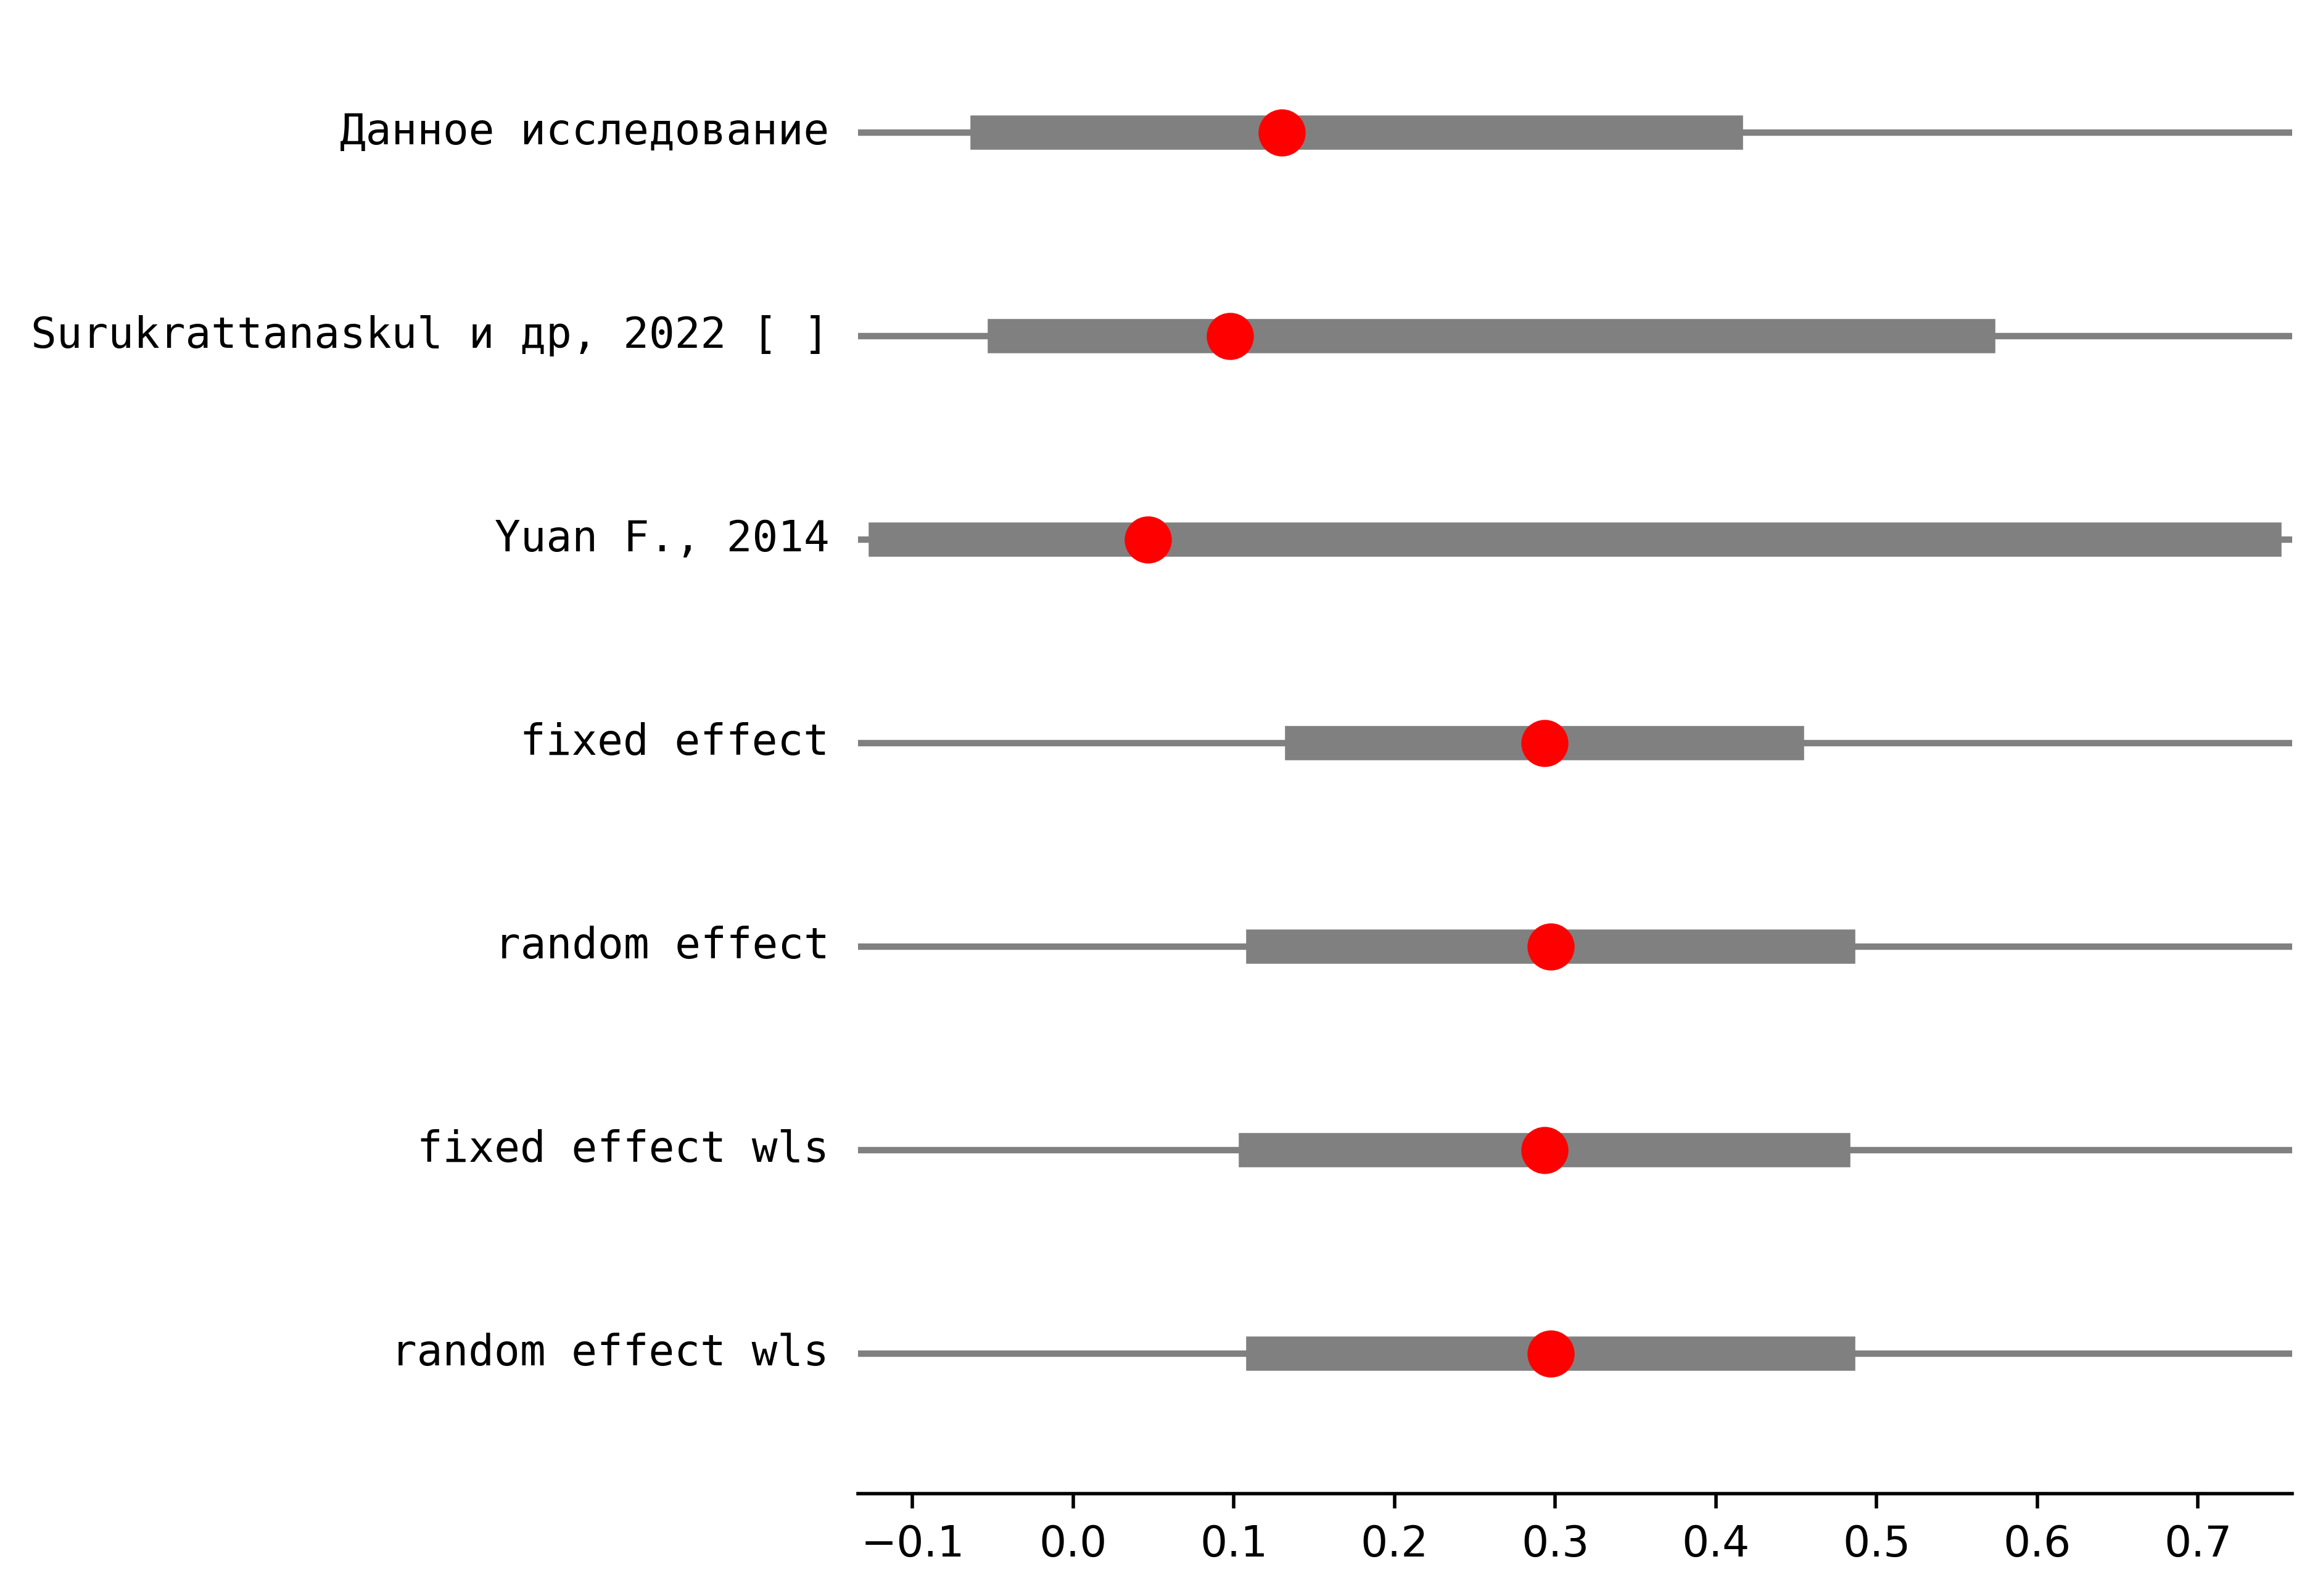 Данное исследование
Surukrattanaskul и др, 2022 [ ]
Yuan F., 2014
fixed effect
random effect
fixed effect wls
random effect wls
−0.1 0.0 0.1 0.2 0.3 0.4 0.5 0.6 0.7